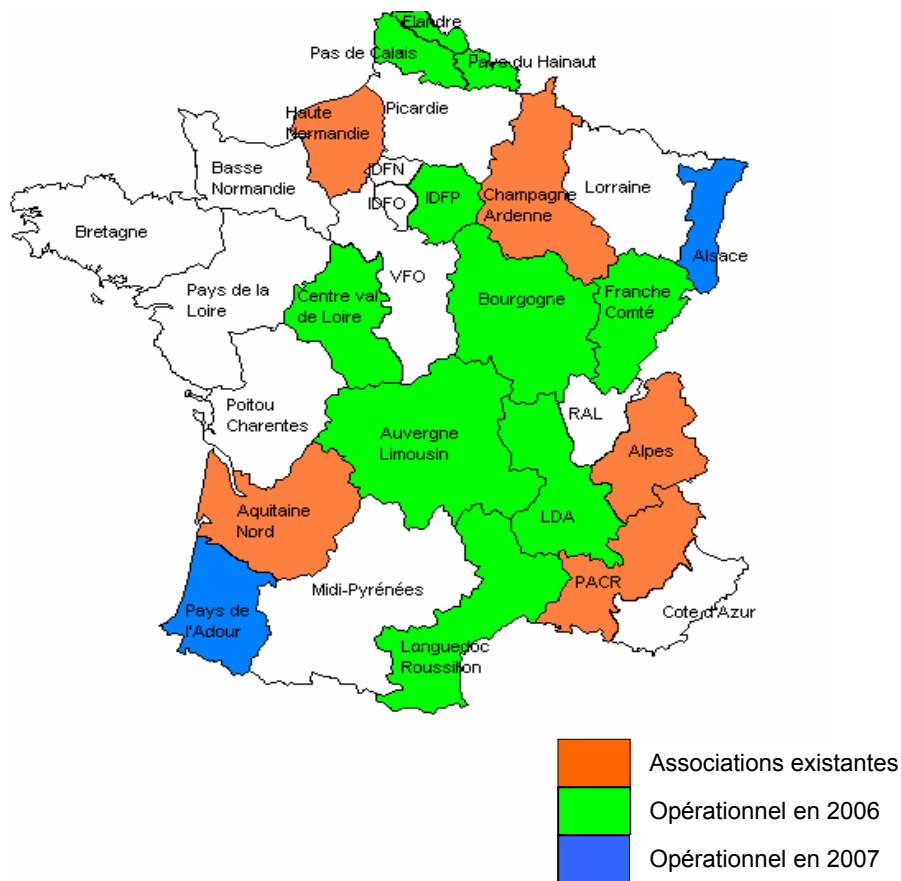 Flandre
Pas de Calais
Pays du Hainaut
Haute
Normandie
Picardie
Basse
Normandie
IDFN
IDFO
IDFP
Champagne
Ardenne
Lorraine
Alsace
Bretagne
Pays de la
Loire
Centre val
de Loire
VFO
Bourgogne
Franche
Comté
Poitou
Charentes
Auvergne
Limousin
RAL
Alpes
Aquitaine
Nord
LDA
Midi-Pyrénées
PACR
Cote d'Azur
Pays de
l'Adour
Languedoc
Roussillon
Associations existantes
Opérationnel en 2006
Opérationnel en 2007